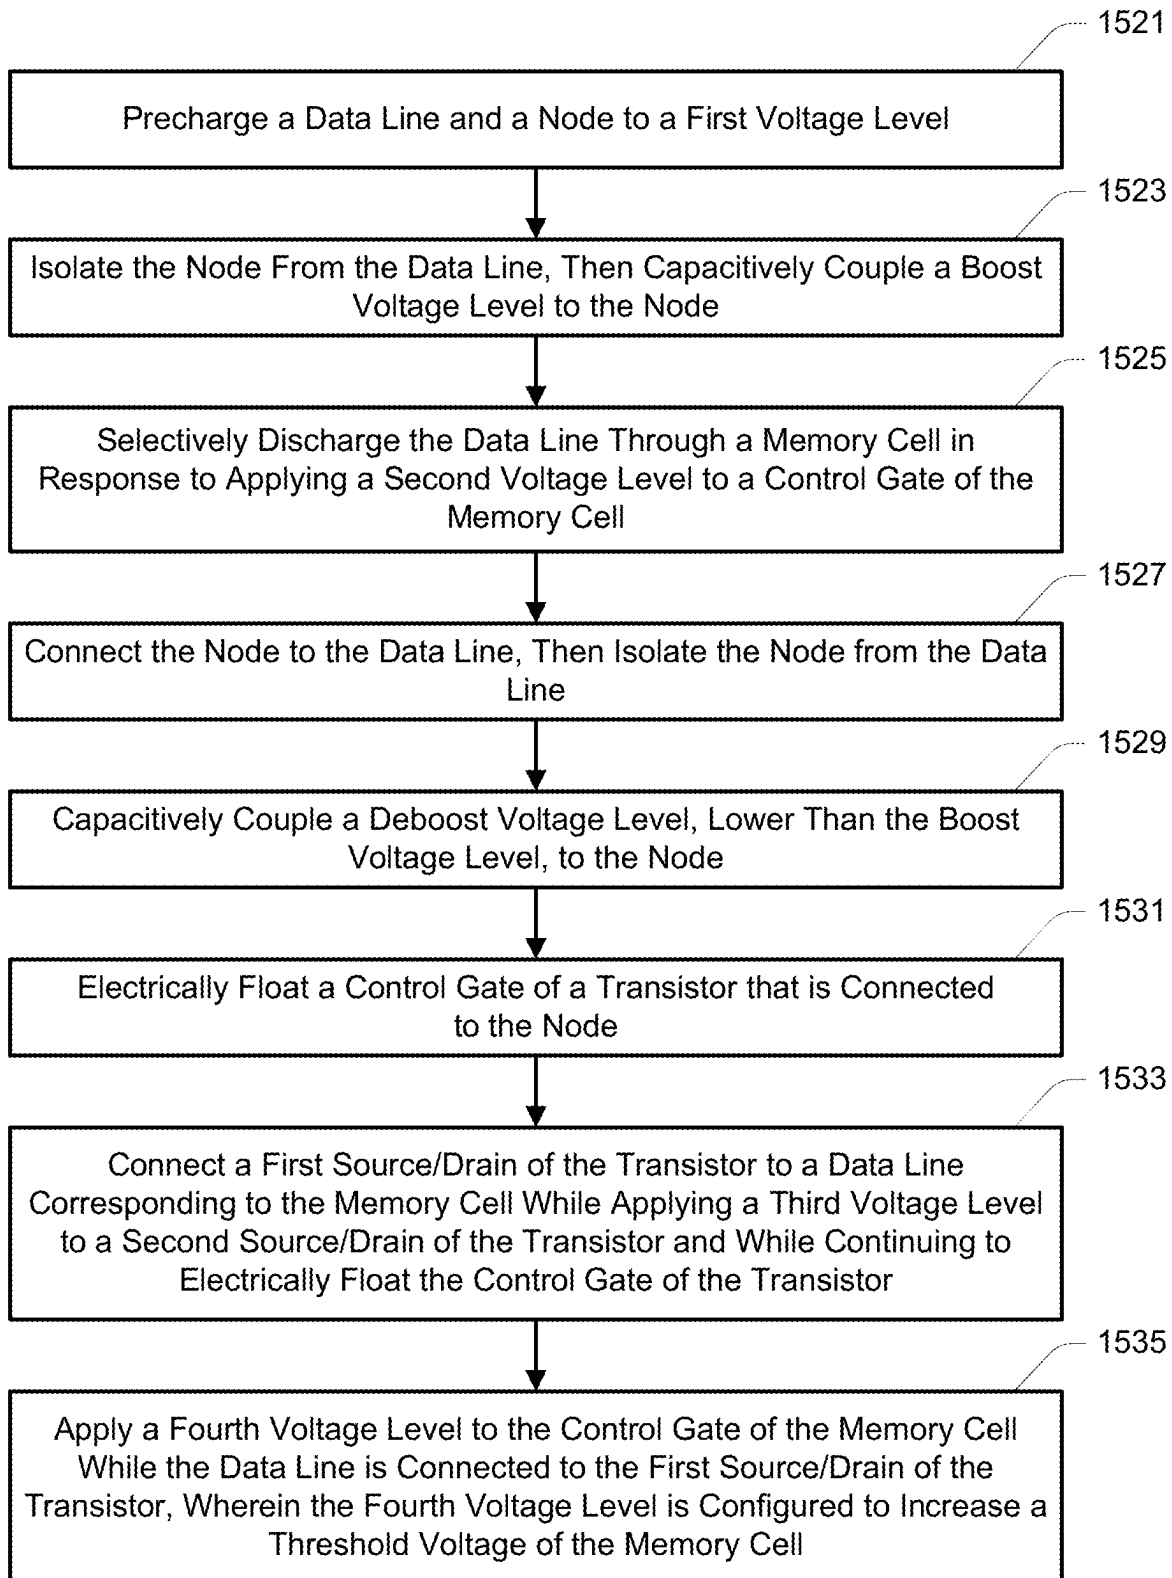 1521
Precharge a Data Line and a Node to a First Voltage Level
1523
Isolate the Node From the Data Line, Then Capacitively Couple a Boost
Voltage Level to the Node
1525
Selectively Discharge the Data Line Through a Memory Cell in
Response to Applying a Second Voltage Level to a Control Gate of the
Memory Cell
1527
Connect the Node to the Data Line, Then Isolate the Node from the Data
Line
1529
Capacitively Couple a Deboost Voltage Level, Lower Than the Boost
Voltage Level, to the Node
1531
Electrically Float a Control Gate of a Transistor that is Connected
to the Node
1533
Connect a First Source/Drain of the Transistor to a Data Line
Corresponding to the Memory Cell While Applying a Third Voltage Level
to a Second Source/Drain of the Transistor and While Continuing to
Electrically Float the Control Gate of the Transistor
1535
Apply a Fourth Voltage Level to the Control Gate of the Memory Cell
While the Data Line is Connected to the First Source/Drain of the
Transistor, Wherein the Fourth Voltage Level is Configured to Increase a
Threshold Voltage of the Memory Cell